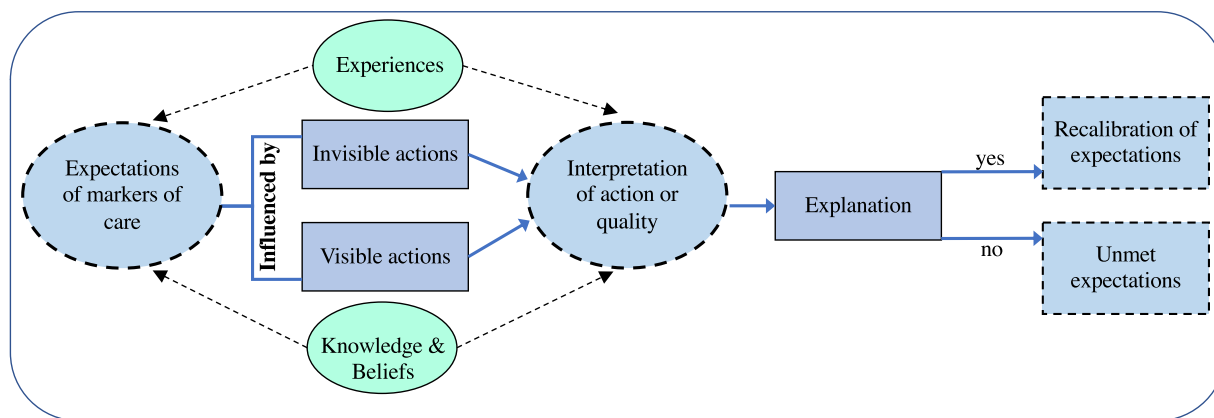 Experiences
Expectations
of markers of
care
Influenced by
Invisible actions
Visible actions
Interpretation
of action or
quality
Explanation
yes
no
Recalibration of
expectations
Unmet
expectations
Knowledge &
Beliefs